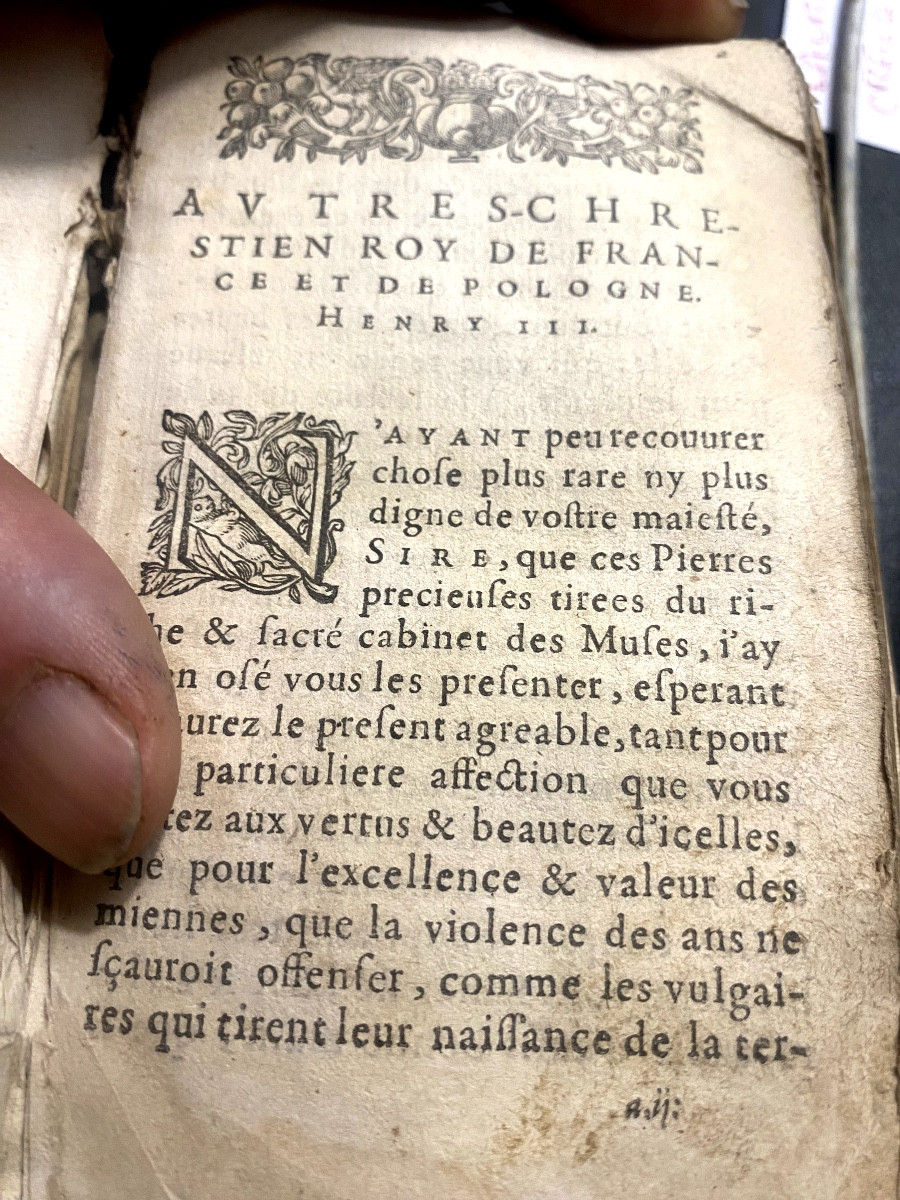 AV TRES-CHRE-
STIEN ROY DE FRAN-
CE ET DE POLOGNE.
HENRY III.
N'AYANT peu recouurer
choſe plus rare ny plus
digne de voſtre maieſté,
SIRE, que ces Pierres
precieuſes tirees du ri-
he & ſacré cabinet des Muſes, i'ay
en oſé vous les preſenter, eſperant
urez le preſent agreable, tant pour
particuliere affection que vous
tez aux vertus & beautez d'icelles,
que pour l'excellence & valeur des
miennes, que la violence des ans ne
ſçauroit offenſer, comme les vulgai-
res qui tirent leur naiſſance de la ter-
a.ij: